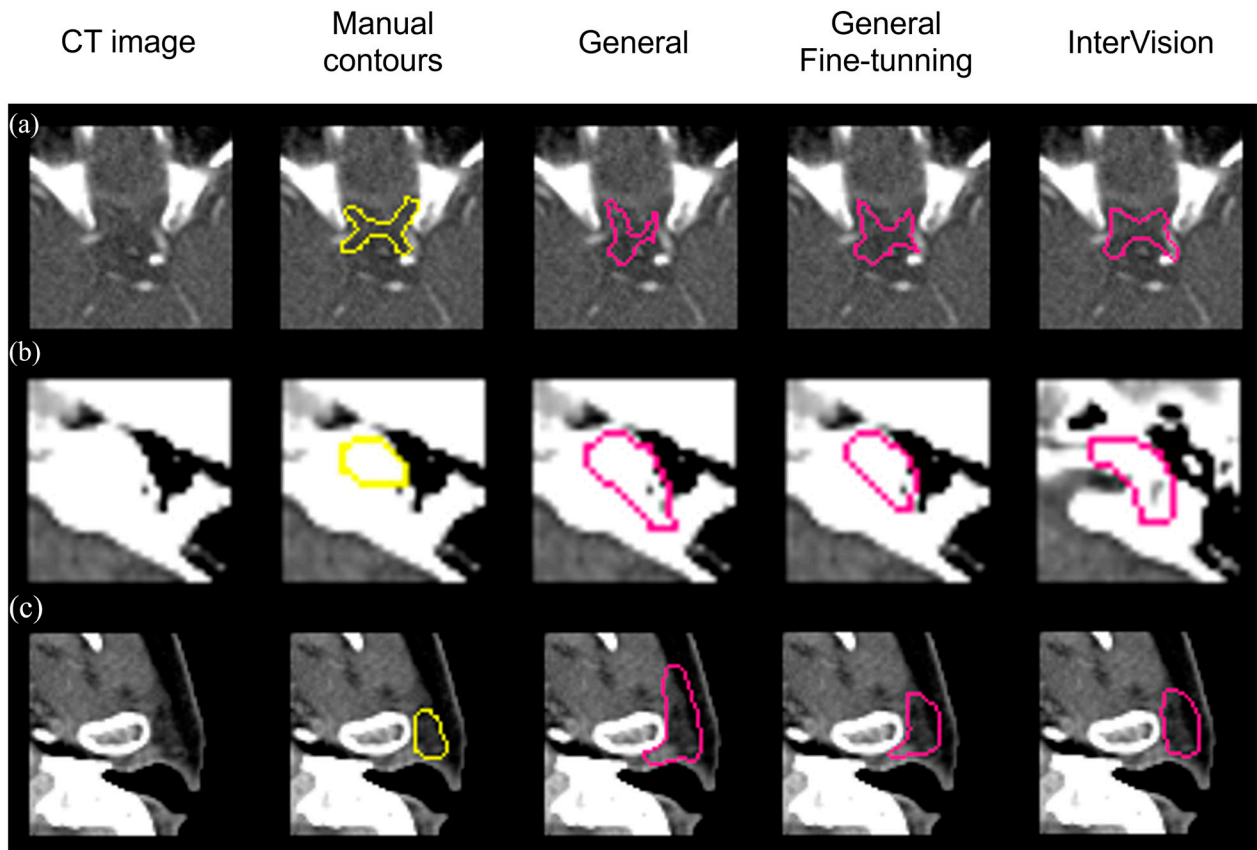 CT image
Manual
contours
General
General
Fine-tunning
InterVision
(a)
(b)
(c)